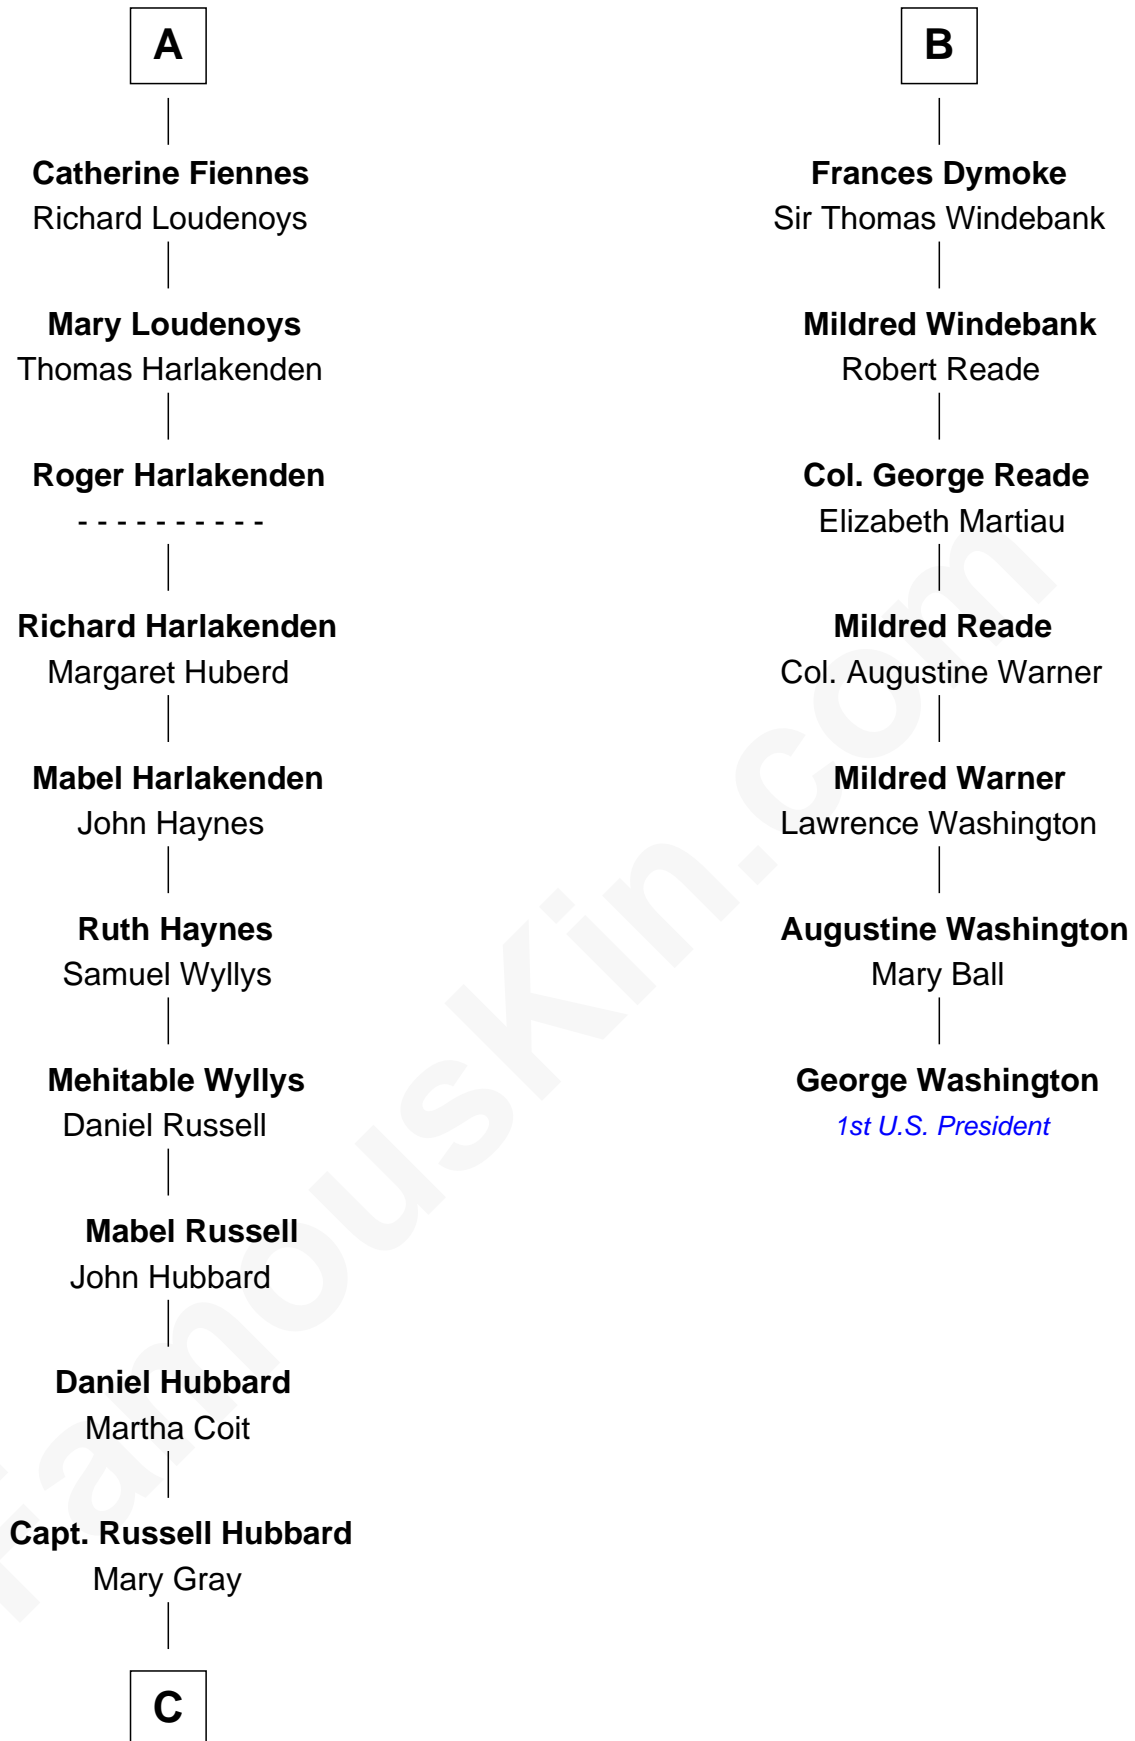 A
Catherine Fiennes
Richard Loudenoys
Mary Loudenoys
Thomas Harlakenden
Roger Harlakenden
- - - - - - - - - -
Richard Harlakenden
Margaret Huberd
Mabel Harlakenden
John Haynes
Ruth Haynes
Samuel Wyllys
Mehitable Wyllys
Daniel Russell
Mabel Russell
John Hubbard
Daniel Hubbard
Martha Coit
Capt. Russell Hubbard
Mary Gray
C
B
Frances Dymoke
Sir Thomas Windebank
Mildred Windebank
Robert Reade
Col. George Reade
Elizabeth Martiau
Mildred Reade
Col. Augustine Warner
Mildred Warner
Lawrence Washington
Augustine Washington
Mary Ball
George Washington
1st U.S. President
FamousKin.com